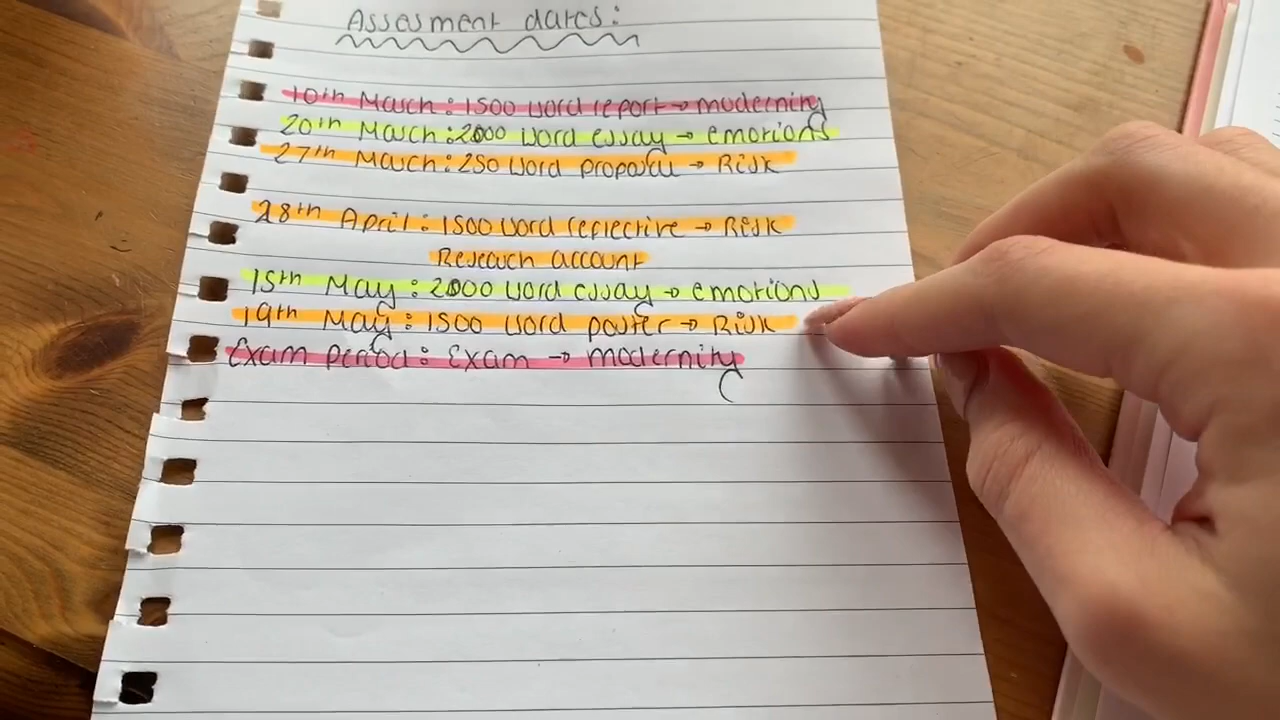 Assesment dates:
10th March: 1500 word report → modernity
20th March: 2000 word essay → emotions
27th March: 250 word proposal → Risk
28th April: 1500 word reflective → Risk
Research account
15th May: 2000 word essay → emotions
19th May: 1500 word poster → Risk
Exam period: Exam → modernity